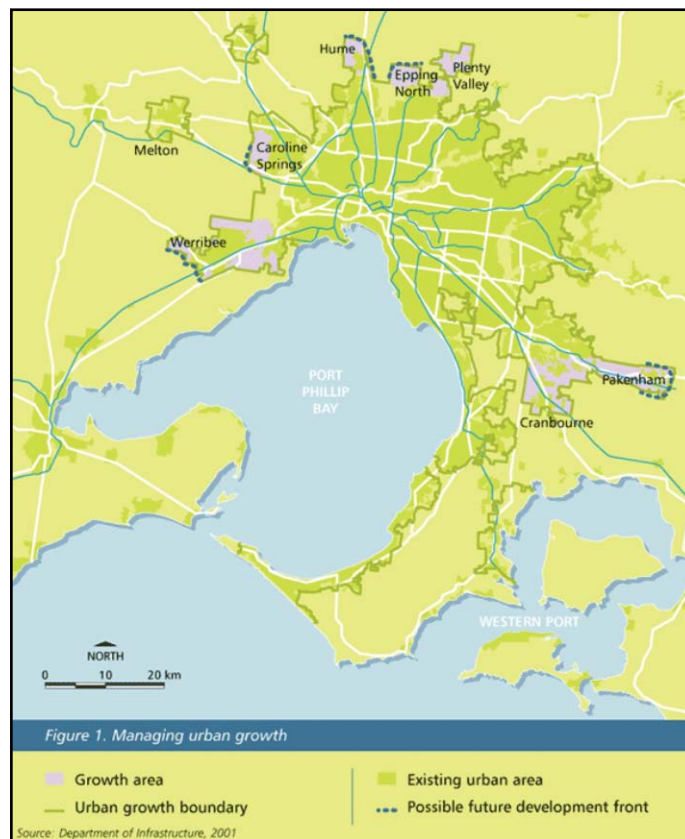 Hume
Epping
North
Plenty
Valley
Melton
Caroline
Springs
Werribee
PORT
PHILLIP
BAY
Pakenham
Cranbourne
WESTERN PORT
NORTH
0 10 20 km
Figure 1. Managing urban growth
Growth area
Existing urban area
Urban growth boundary
Possible future development front
Source: Department of Infrastructure, 2001